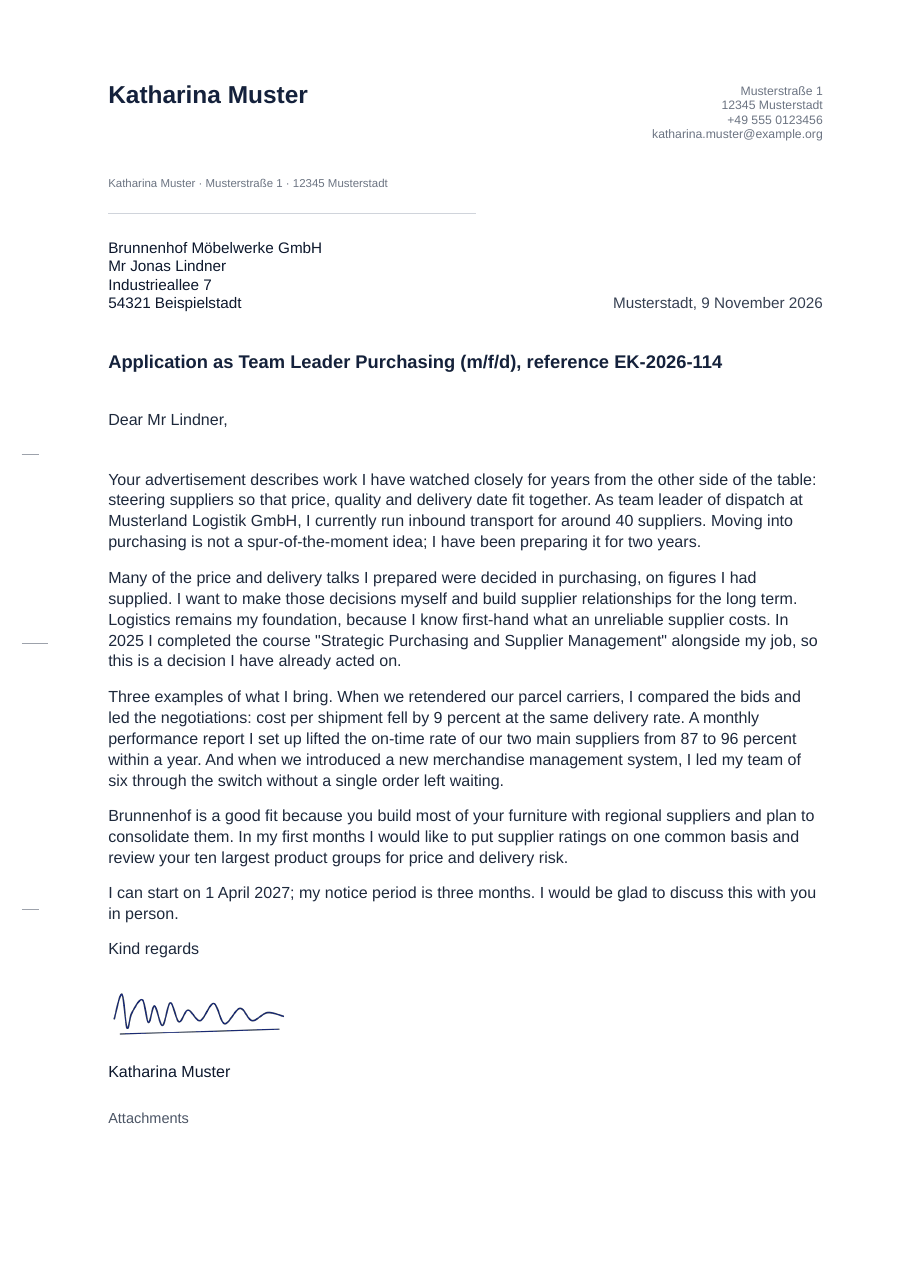 Katharina Muster
Musterstraße 1
12345 Musterstadt
+49 555 0123456
katharina.muster@example.org
Katharina Muster · Musterstraße 1 · 12345 Musterstadt
Brunnenhof Möbelwerke GmbH
Mr Jonas Lindner
Industrieallee 7
54321 Beispielstadt
Musterstadt, 9 November 2026
Application as Team Leader Purchasing (m/f/d), reference EK-2026-114
Dear Mr Lindner,
Your advertisement describes work I have watched closely for years from the other side of the table:
steering suppliers so that price, quality and delivery date fit together. As team leader of dispatch at
Musterland Logistik GmbH, I currently run inbound transport for around 40 suppliers. Moving into
purchasing is not a spur-of-the-moment idea; I have been preparing it for two years.
Many of the price and delivery talks I prepared were decided in purchasing, on figures I had
supplied. I want to make those decisions myself and build supplier relationships for the long term.
Logistics remains my foundation, because I know first-hand what an unreliable supplier costs. In
2025 I completed the course "Strategic Purchasing and Supplier Management" alongside my job, so
this is a decision I have already acted on.
Three examples of what I bring. When we retendered our parcel carriers, I compared the bids and
led the negotiations: cost per shipment fell by 9 percent at the same delivery rate. A monthly
performance report I set up lifted the on-time rate of our two main suppliers from 87 to 96 percent
within a year. And when we introduced a new merchandise management system, I led my team of
six through the switch without a single order left waiting.
Brunnenhof is a good fit because you build most of your furniture with regional suppliers and plan to
consolidate them. In my first months I would like to put supplier ratings on one common basis and
review your ten largest product groups for price and delivery risk.
I can start on 1 April 2027; my notice period is three months. I would be glad to discuss this with you
in person.
Kind regards
Katharina Muster
Attachments